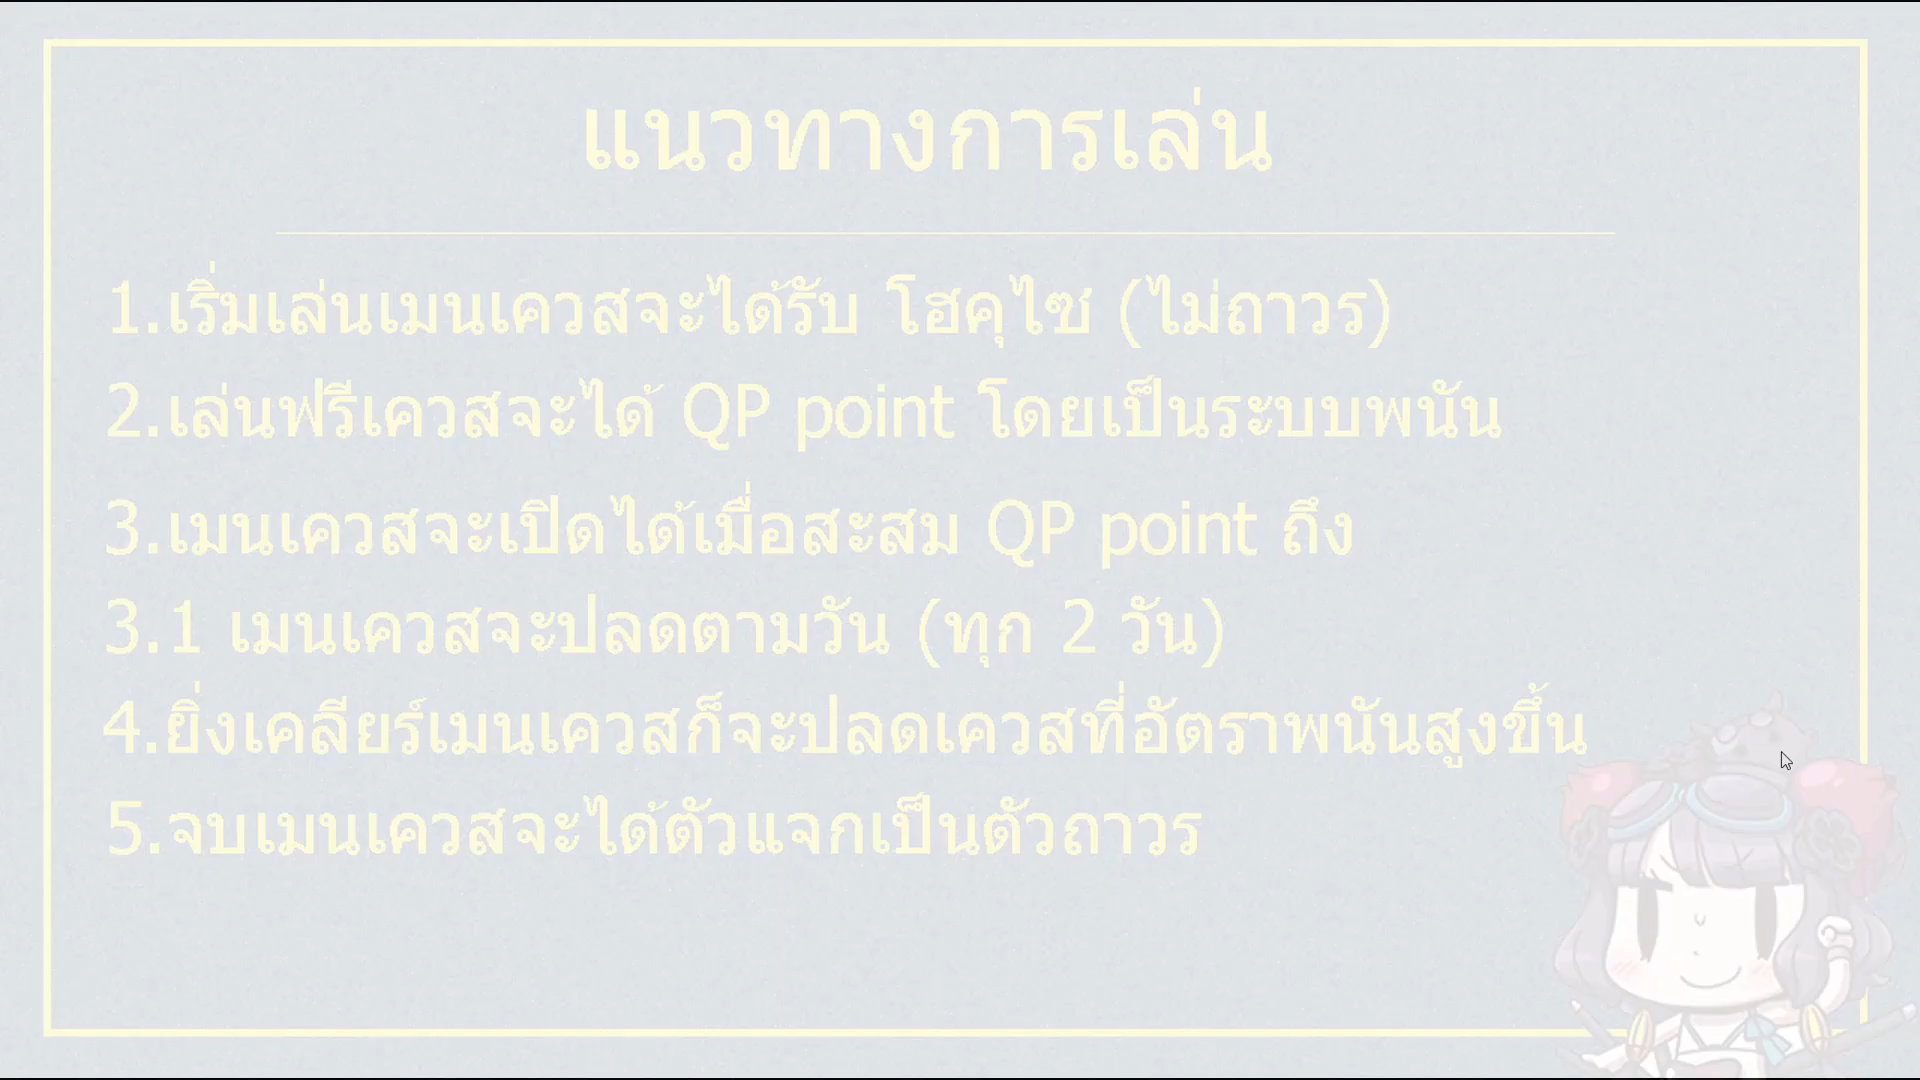 แนวทางการเล่น
1.เริ่มเล่นเมนเควสจะได้รับ โฮคุไซ (ไม่ถาวร)
2.เล่นฟรีเควสจะได้ QP point โดยเป็นระบบพนัน
3.เมนเควสจะเปิดได้เมื่อสะสม QP point ถึง
3.1 เมนเควสจะปลดตามวัน (ทุก 2 วัน)
4.ยิ่งเคลียร์เมนเควสก็จะปลดเควสที่อัตราพนันสูงขึ้น
5.จบเมนเควสจะได้ตัวแจกเป็นตัวถาวร